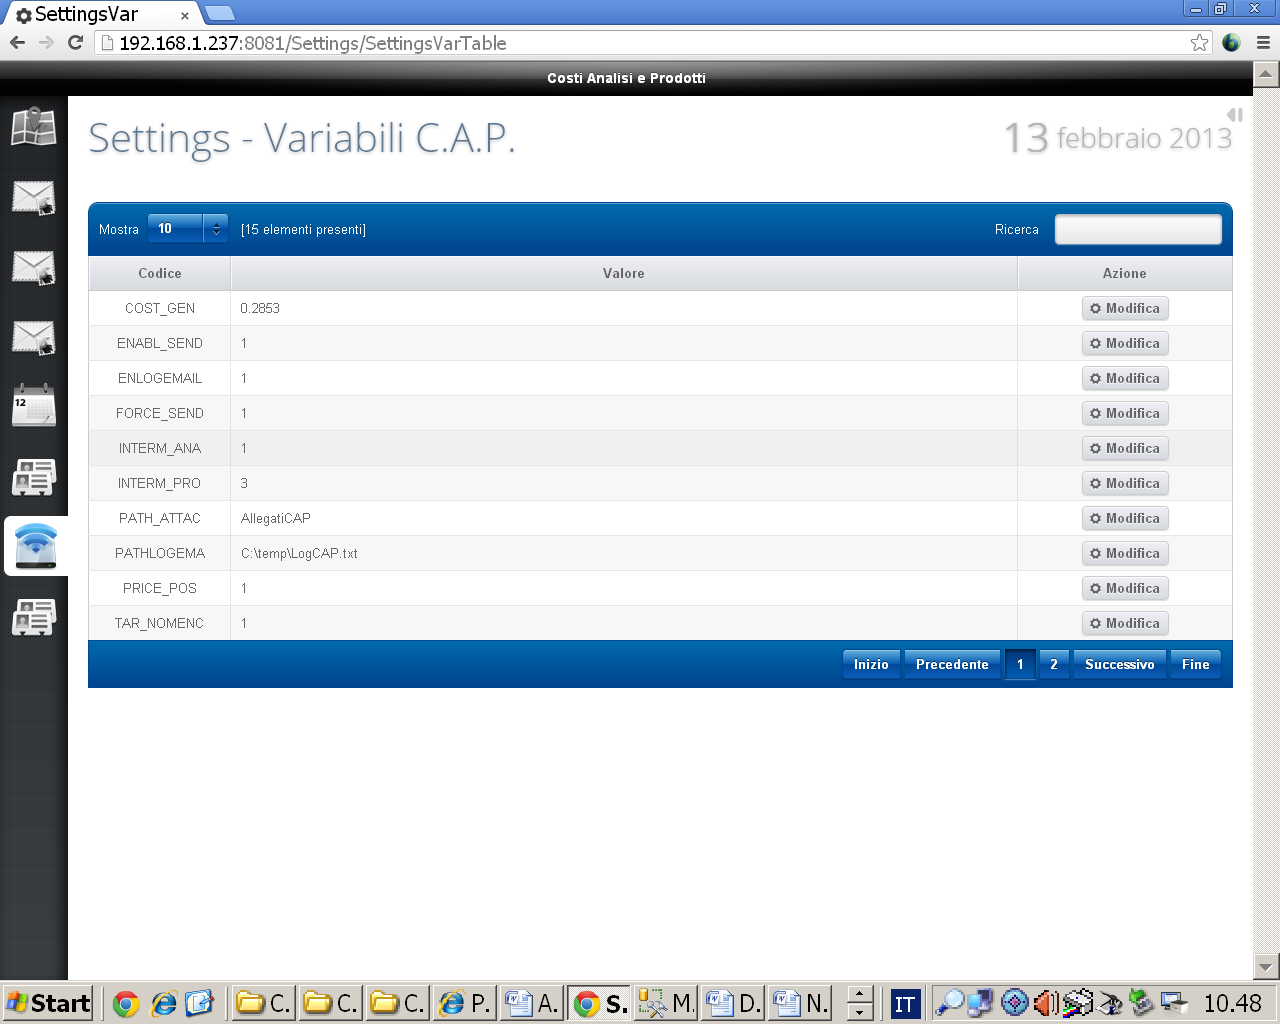 SettingsVar
192.168.1.237:8081/Settings/SettingsVarTable
Costi Analisi e Prodotti
Settings - Variabili C.A.P.
13 febbraio 2013
Mostra 10 [15 elementi presenti] Ricerca
Codice Valore Azione
COST_GEN 0.2853 Modifica
ENABL_SEND 1 Modifica
ENLOGEMAIL 1 Modifica
FORCE_SEND 1 Modifica
INTERM_ANA 1 Modifica
INTERM_PRO 3 Modifica
PATH_ATTAC AllegatiCAP Modifica
PATHLOGEMA C:\temp\LogCAP.txt Modifica
PRICE_POS 1 Modifica
TAR_NOMENC 1 Modifica
Inizio Precedente 1 2 Successivo Fine
12
Start C. C. C. P. A. S. M. D. N. IT 10.48